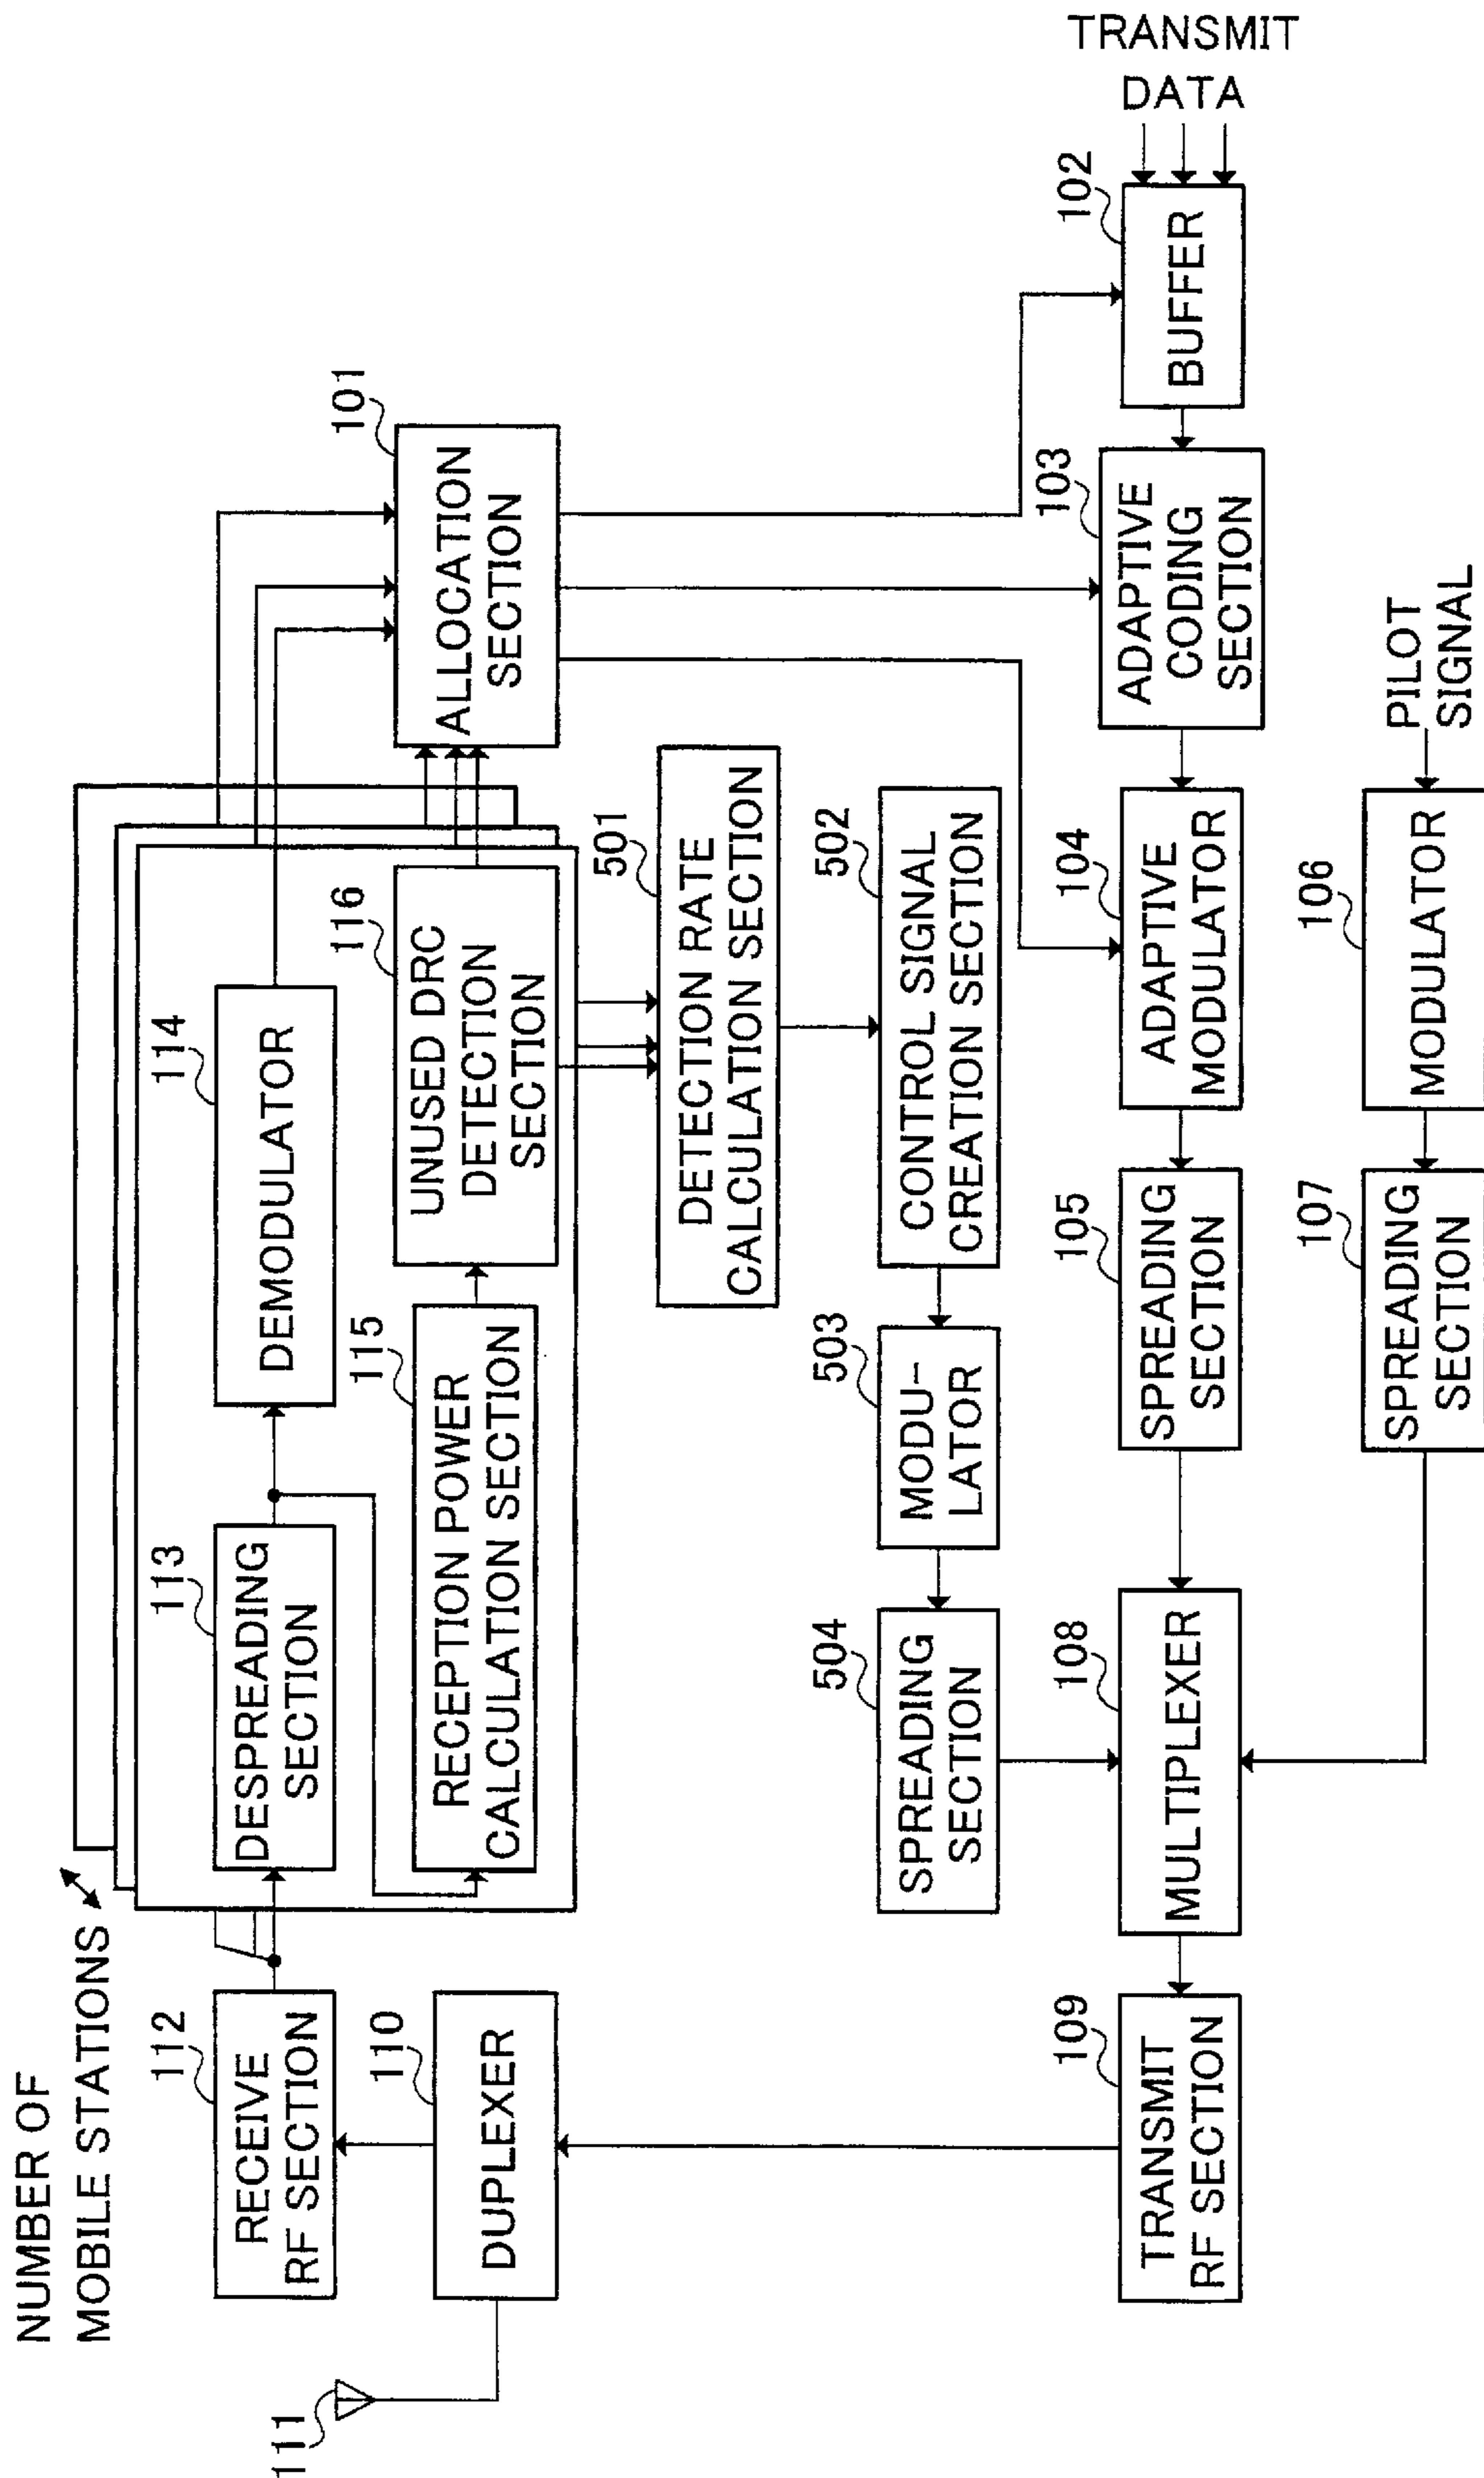 NUMBER OF
MOBILE STATIONS
111
112
RECEIVE
RF SECTION
110
DUPLEXER
113
DESPREADING
SECTION
114
DEMODULATOR
115
RECEPTION POWER
CALCULATION SECTION
116
UNUSED DRC
DETECTION
SECTION
101
ALLOCATION
SECTION
501
DETECTION RATE
CALCULATION SECTION
502
CONTROL SIGNAL
CREATION SECTION
503
MODU-
LATOR
504
SPREADING
SECTION
TRANSMIT
DATA
102
BUFFER
103
ADAPTIVE
CODING
SECTION
104
ADAPTIVE
MODULATOR
105
SPREADING
SECTION
108
MULTIPLEXER
109
TRANSMIT
RF SECTION
PILOT
SIGNAL
106
MODULATOR
107
SPREADING
SECTION